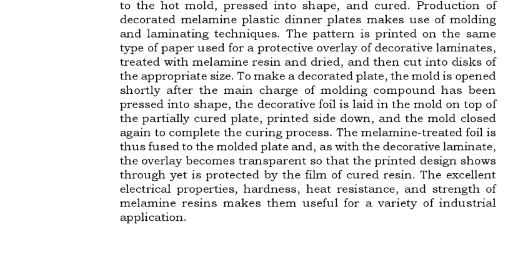 to the hot mold, pressed into shape, and cured. Production of
decorated melamine plastic dinner plates makes use of molding
and laminating techniques. The pattern is printed on the same
type of paper used for a protective overlay of decorative laminates,
treated with melamine resin and dried, and then cut into disks of
the appropriate size. To make a decorated plate, the mold is opened
shortly after the main charge of molding compound has been
pressed into shape, the decorative foil is laid in the mold on top of
the partially cured plate, printed side down, and the mold closed
again to complete the curing process. The melamine-treated foil is
thus fused to the molded plate and, as with the decorative laminate,
the overlay becomes transparent so that the printed design shows
through yet is protected by the film of cured resin. The excellent
electrical properties, hardness, heat resistance, and strength of
melamine resins makes them useful for a variety of industrial
application.